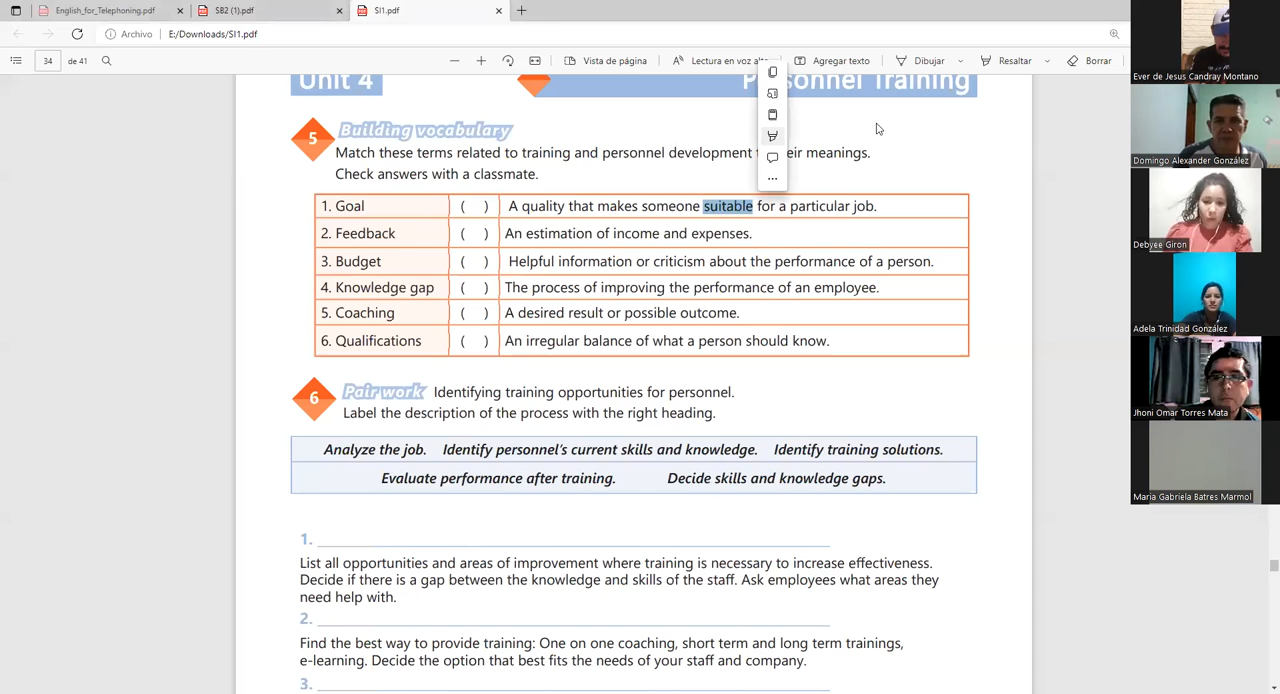 English_for_Telephoning.pdf
SB2 (1).pdf
SI1.pdf
Archivo
E:/Downloads/SI1.pdf
34
de 41
Vista de página
Lectura en voz alta
Agregar texto
Dibujar
Resaltar
Borrar
Unit 4
Personnel Training
5
Building vocabulary
Match these terms related to training and personnel development t heir meanings.
Check answers with a classmate.
1. Goal ( ) A quality that makes someone suitable for a particular job.
2. Feedback ( ) An estimation of income and expenses.
3. Budget ( ) Helpful information or criticism about the performance of a person.
4. Knowledge gap ( ) The process of improving the performance of an employee.
5. Coaching ( ) A desired result or possible outcome.
6. Qualifications ( ) An irregular balance of what a person should know.
6
Pair work Identifying training opportunities for personnel.
Label the description of the process with the right heading.
Analyze the job. Identify personnel's current skills and knowledge. Identify training solutions.
Evaluate performance after training. Decide skills and knowledge gaps.
1.
List all opportunities and areas of improvement where training is necessary to increase effectiveness.
Decide if there is a gap between the knowledge and skills of the staff. Ask employees what areas they
need help with.
2.
Find the best way to provide training: One on one coaching, short term and long term trainings,
e-learning. Decide the option that best fits the needs of your staff and company.
3.
Ever de Jesus Candray Montano
Domingo Alexander González
Debyee Giron
Adela Trinidad González
Jhoni Omar Torres Mata
Maria Gabriela Batres Marmol